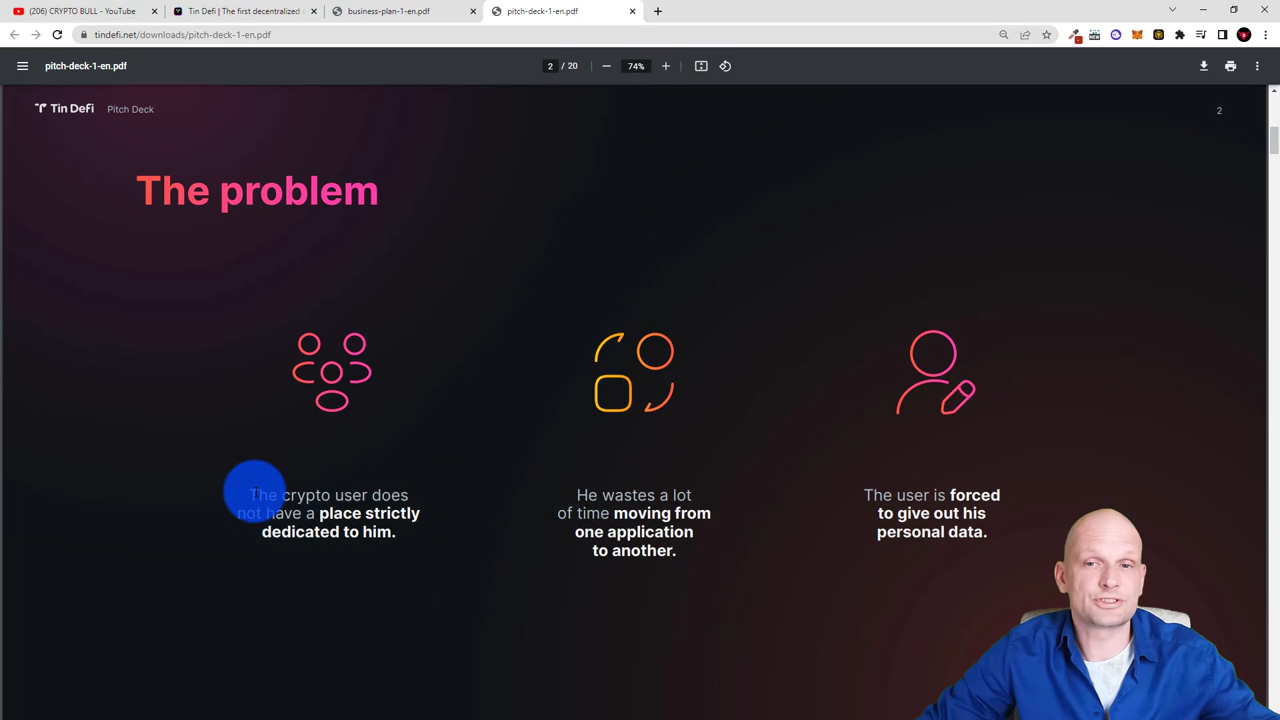 (206) CRYPTO BULL - YouTube
Tin Defi | The first decentralized
business-plan-1-en.pdf
pitch-deck-1-en.pdf
tindefi.net/downloads/pitch-deck-1-en.pdf
pitch-deck-1-en.pdf
2 / 20
74%
Tin Defi Pitch Deck
2
The problem
The crypto user does
not have a place strictly
dedicated to him.
He wastes a lot
of time moving from
one application
to another.
The user is forced
to give out his
personal data.